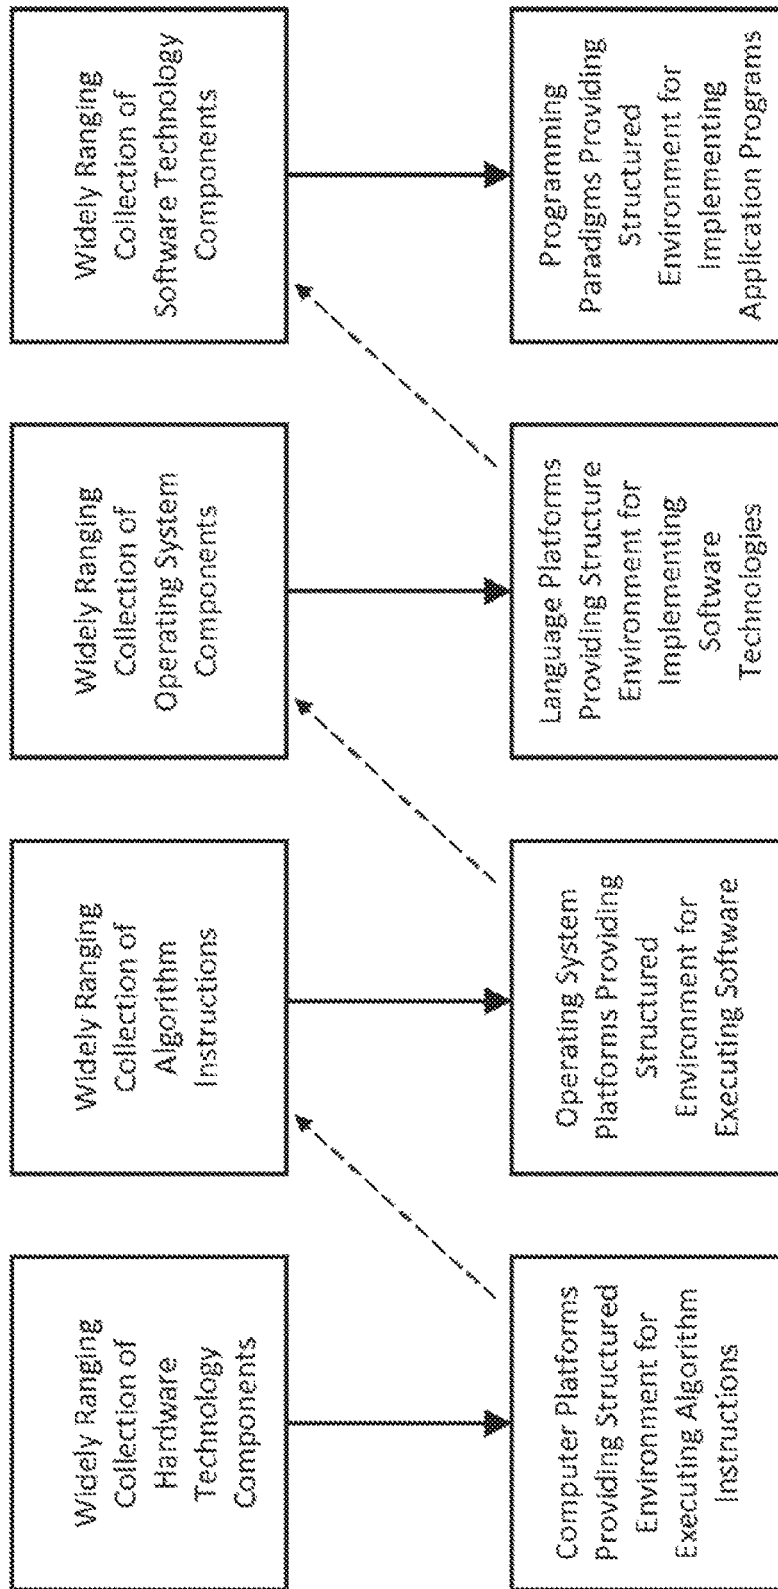 Widely Ranging
Collection of
Hardware
Technology
Components
Widely Ranging
Collection of
Algorithm
Instructions
Widely Ranging
Collection of
Operating System
Components
Widely Ranging
Collection of
Software Technology
Components
Computer Platforms
Providing Structured
Environment for
Executing Algorithm
Instructions
Operating System
Platforms Providing
Structured
Environment for
Executing Software
Language Platforms
Providing Structure
Environment for
Implementing
Software
Technologies
Programming
Paradigms Providing
Structured
Environment for
Implementing
Application Programs